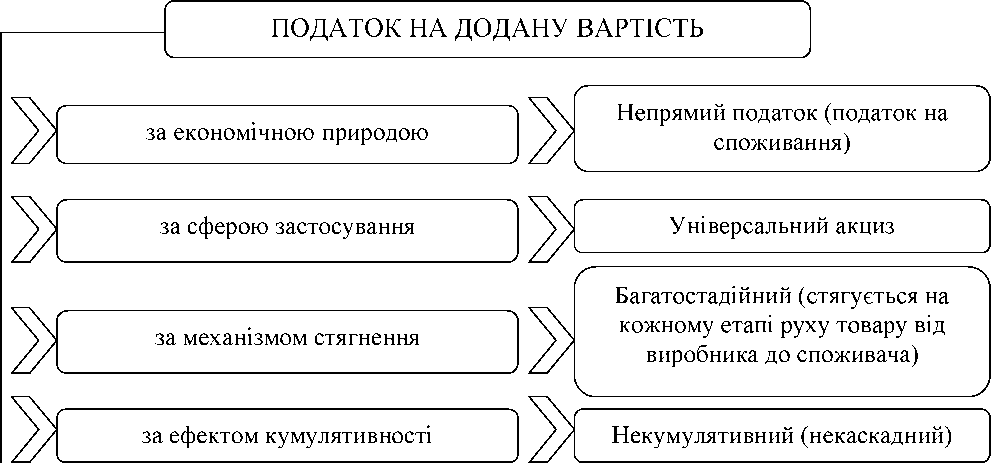 ПОДАТОК НА ДОДАНУ ВАРТІСТЬ
за економічною природою
Непрямий податок (податок на
споживання)
за сферою застосування
Універсальний акциз
за механізмом стягнення
Багатостадійний (стягується на
кожному етапі руху товару від
виробника до споживача)
за ефектом кумулятивності
Некумулятивний (некаскадний)